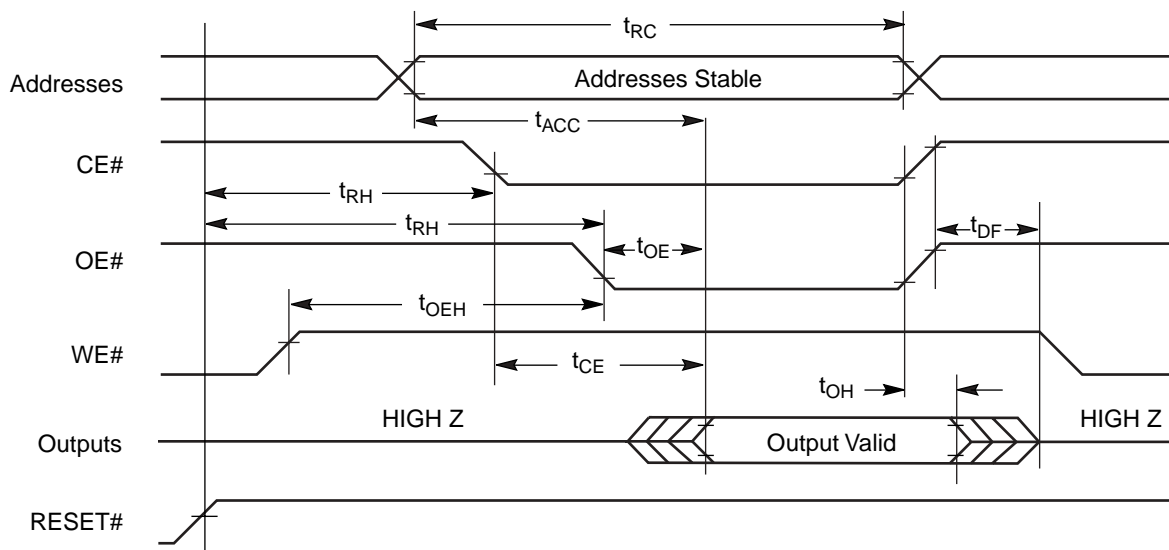 tRC
Addresses
Addresses Stable
tACC
CE#
tRH
tRH
tOE
tDF
OE#
tOEH
WE#
tCE
tOH
HIGH Z
HIGH Z
Outputs
Output Valid
RESET#